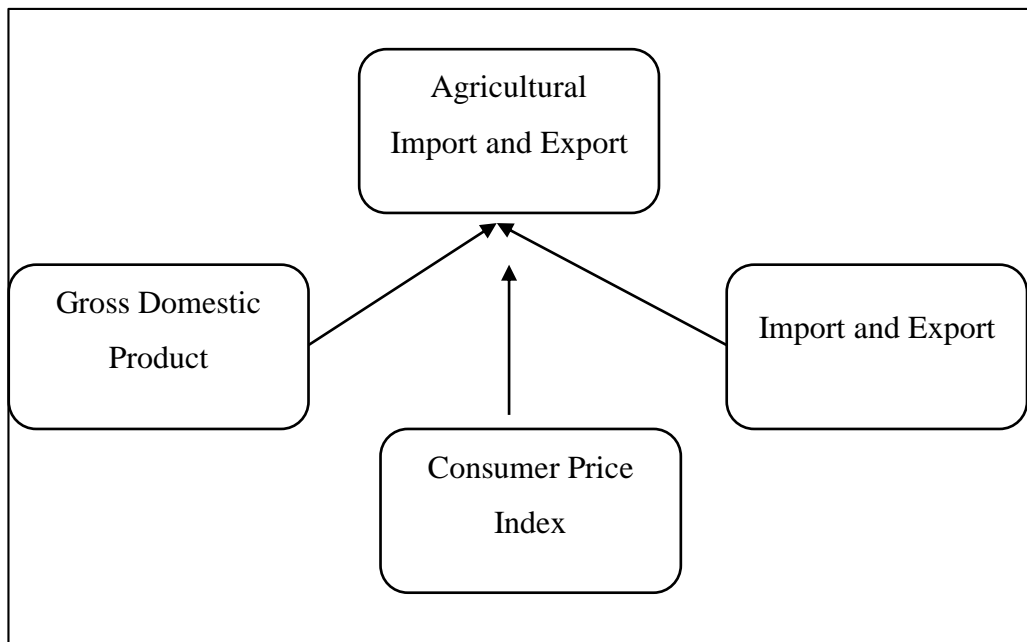 Agricultural
Import and Export
Gross Domestic
Product
Import and Export
Consumer Price
Index